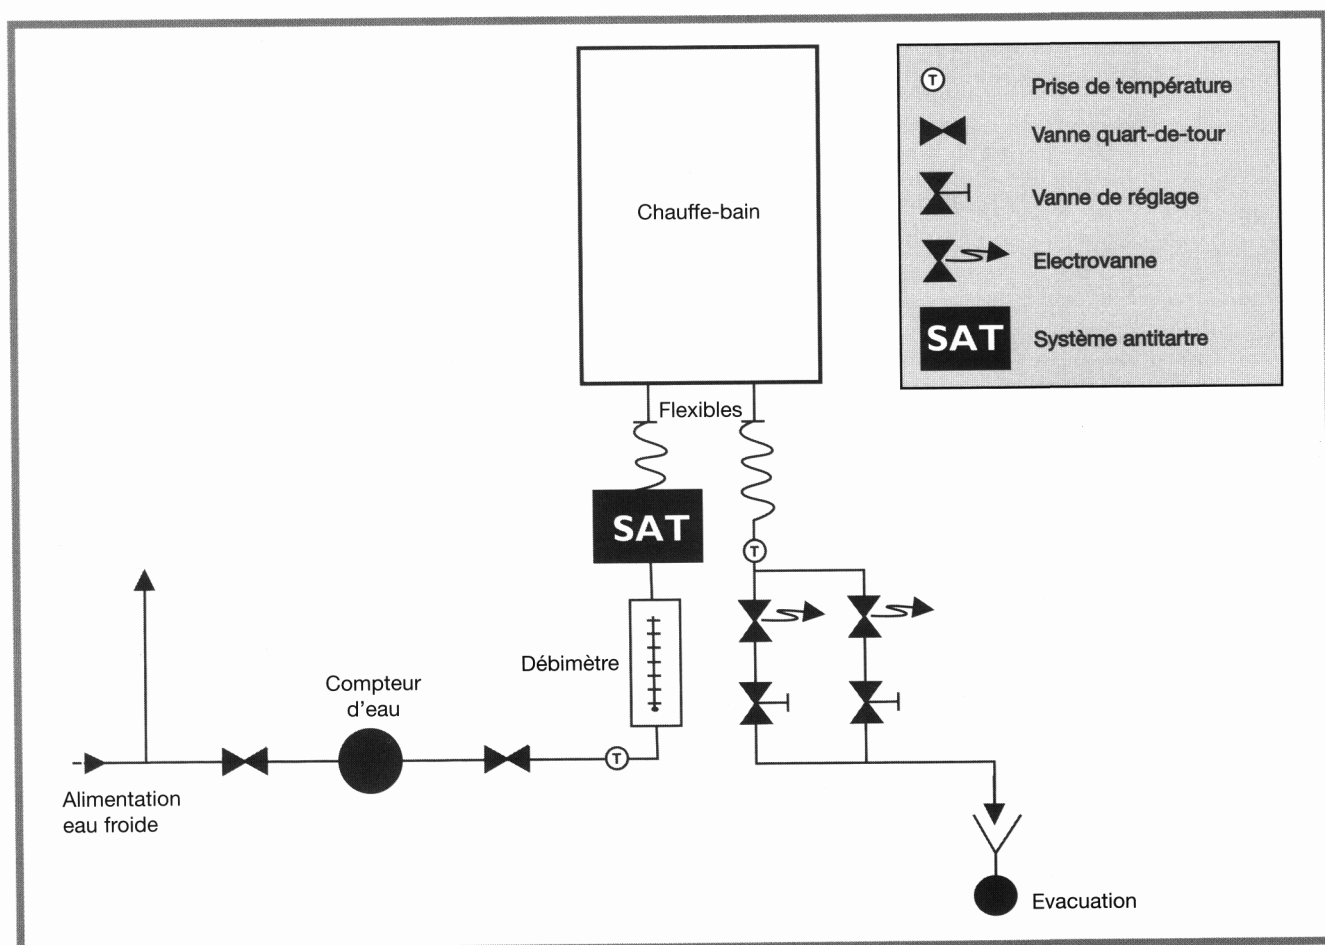 Chauffe-bain
Flexibles
SAT
T
Débimètre
Compteur
d'eau
T
Alimentation
eau froide
Evacuation
T Prise de température
Vanne quart-de-tour
Vanne de réglage
Electrovanne
SAT Système antitartre